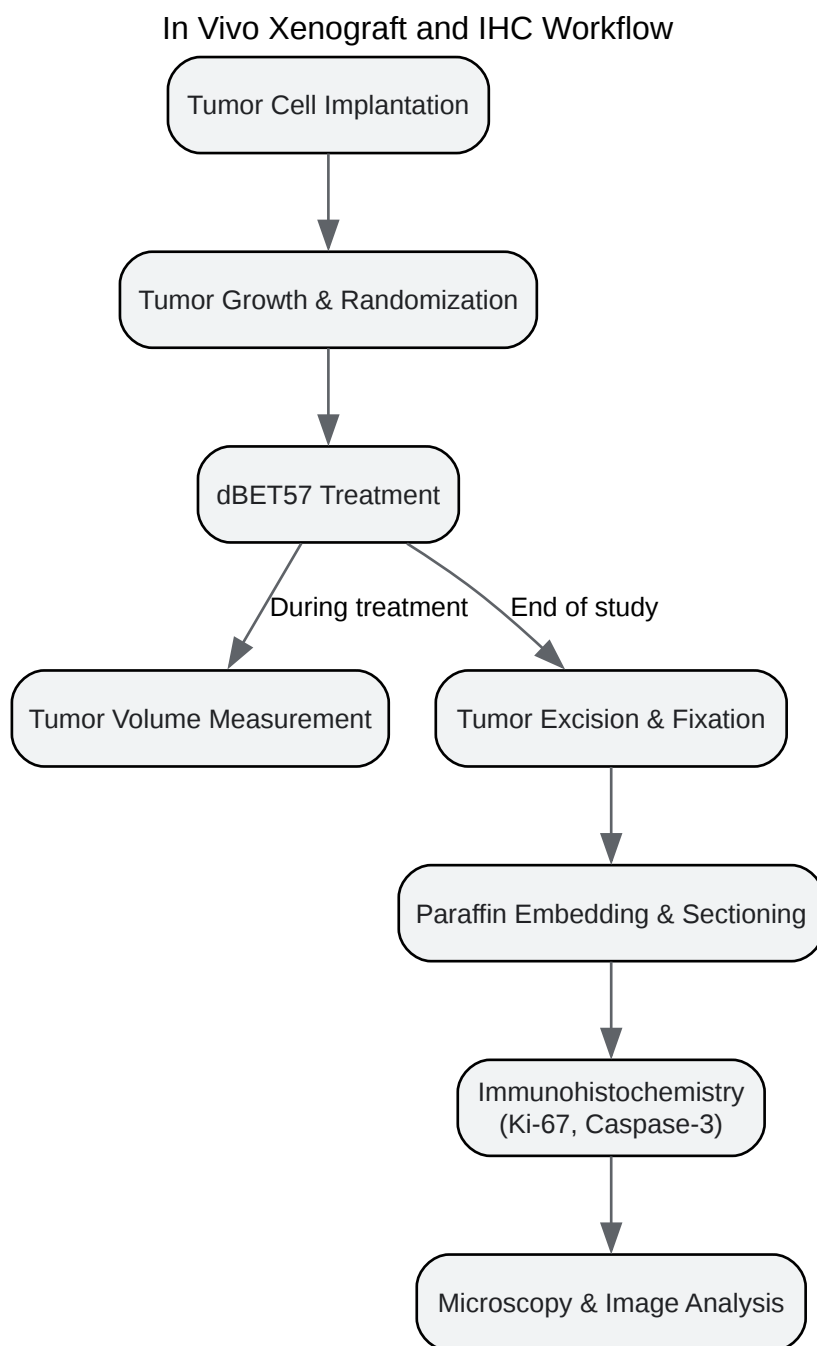 In Vivo Xenograft and IHC Workflow
Tumor Cell Implantation
Tumor Growth & Randomization
dBET57 Treatment
During treatment
End of study
Tumor Volume Measurement
Tumor Excision & Fixation
Paraffin Embedding & Sectioning
Immunohistochemistry
(Ki-67, Caspase-3)
Microscopy & Image Analysis